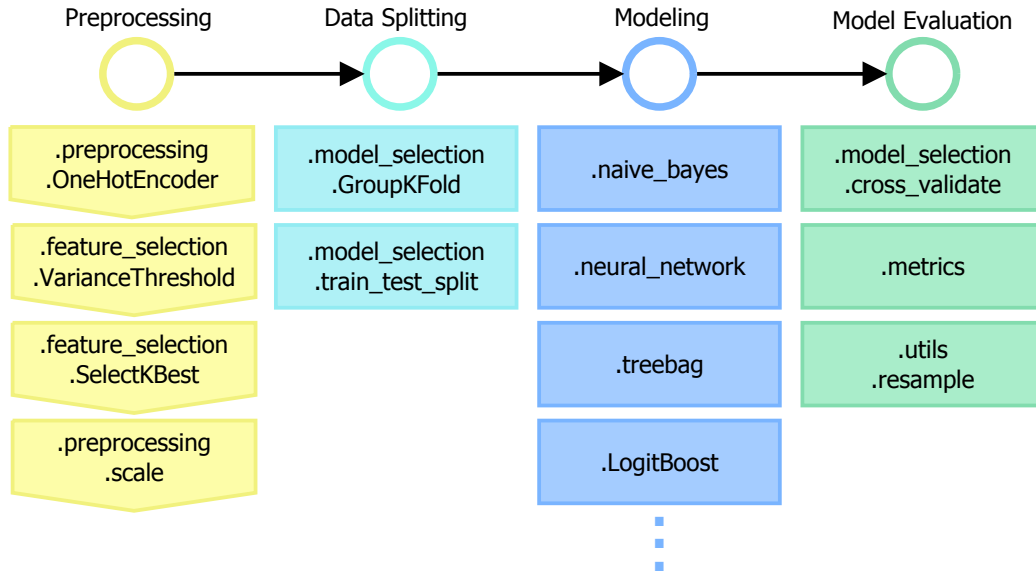 Preprocessing
Data Splitting
Modeling
Model Evaluation
.preprocessing
.OneHotEncoder
.feature_selection
.VarianceThreshold
.feature_selection
.SelectKBest
.preprocessing
.scale
.model_selection
.GroupKFold
.model_selection
.train_test_split
.naive_bayes
.neural_network
.treebag
.LogitBoost
.model_selection
.cross_validate
.metrics
.utils
.resample